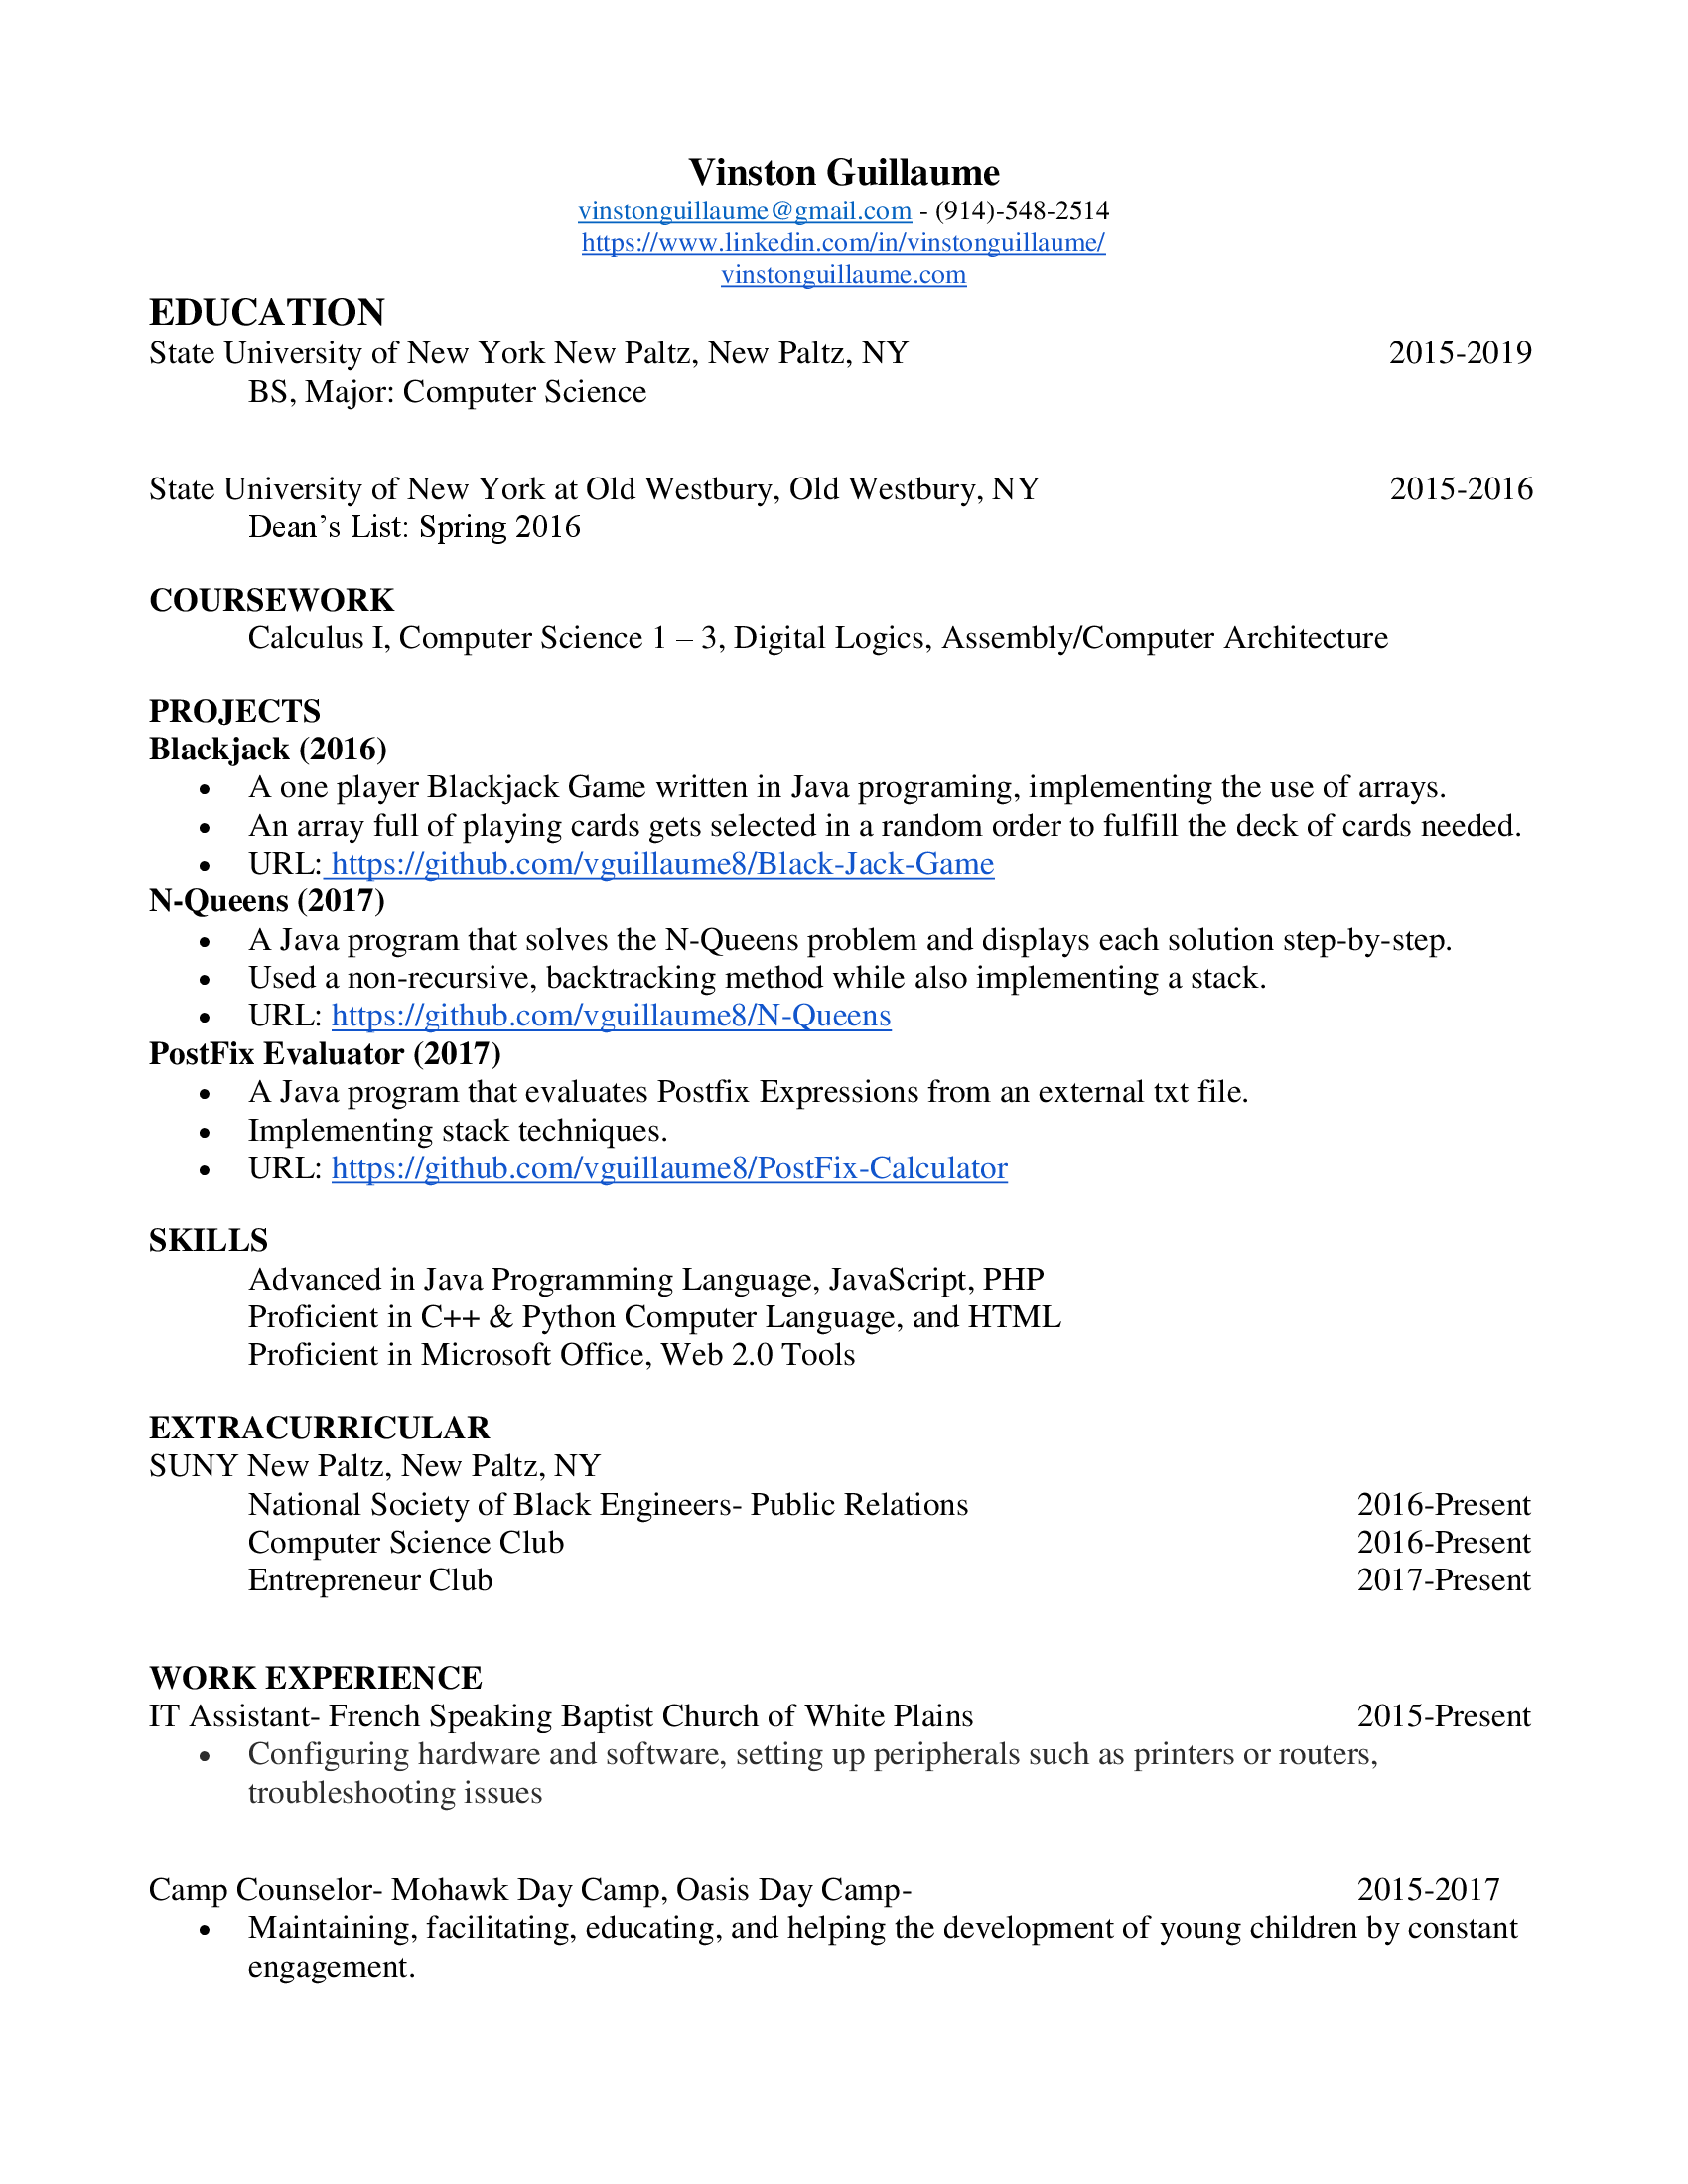 Vinston Guillaume
vinstonguillaume@gmail.com - (914)-548-2514
https://www.linkedin.com/in/vinstonguillaume/
vinstonguillaume.com
EDUCATION
State University of New York New Paltz, New Paltz, NY 2015-2019
BS, Major: Computer Science
State University of New York at Old Westbury, Old Westbury, NY 2015-2016
Dean’s List: Spring 2016
COURSEWORK
Calculus I, Computer Science 1 – 3, Digital Logics, Assembly/Computer Architecture
PROJECTS
Blackjack (2016)
• A one player Blackjack Game written in Java programing, implementing the use of arrays.
• An array full of playing cards gets selected in a random order to fulfill the deck of cards needed.
• URL: https://github.com/vguillaume8/Black-Jack-Game
N-Queens (2017)
• A Java program that solves the N-Queens problem and displays each solution step-by-step.
• Used a non-recursive, backtracking method while also implementing a stack.
• URL: https://github.com/vguillaume8/N-Queens
PostFix Evaluator (2017)
• A Java program that evaluates Postfix Expressions from an external txt file.
• Implementing stack techniques.
• URL: https://github.com/vguillaume8/PostFix-Calculator
SKILLS
Advanced in Java Programming Language, JavaScript, PHP
Proficient in C++ & Python Computer Language, and HTML
Proficient in Microsoft Office, Web 2.0 Tools
EXTRACURRICULAR
SUNY New Paltz, New Paltz, NY
National Society of Black Engineers- Public Relations 2016-Present
Computer Science Club 2016-Present
Entrepreneur Club 2017-Present
WORK EXPERIENCE
IT Assistant- French Speaking Baptist Church of White Plains 2015-Present
• Configuring hardware and software, setting up peripherals such as printers or routers,
troubleshooting issues
Camp Counselor- Mohawk Day Camp, Oasis Day Camp- 2015-2017
• Maintaining, facilitating, educating, and helping the development of young children by constant
engagement.